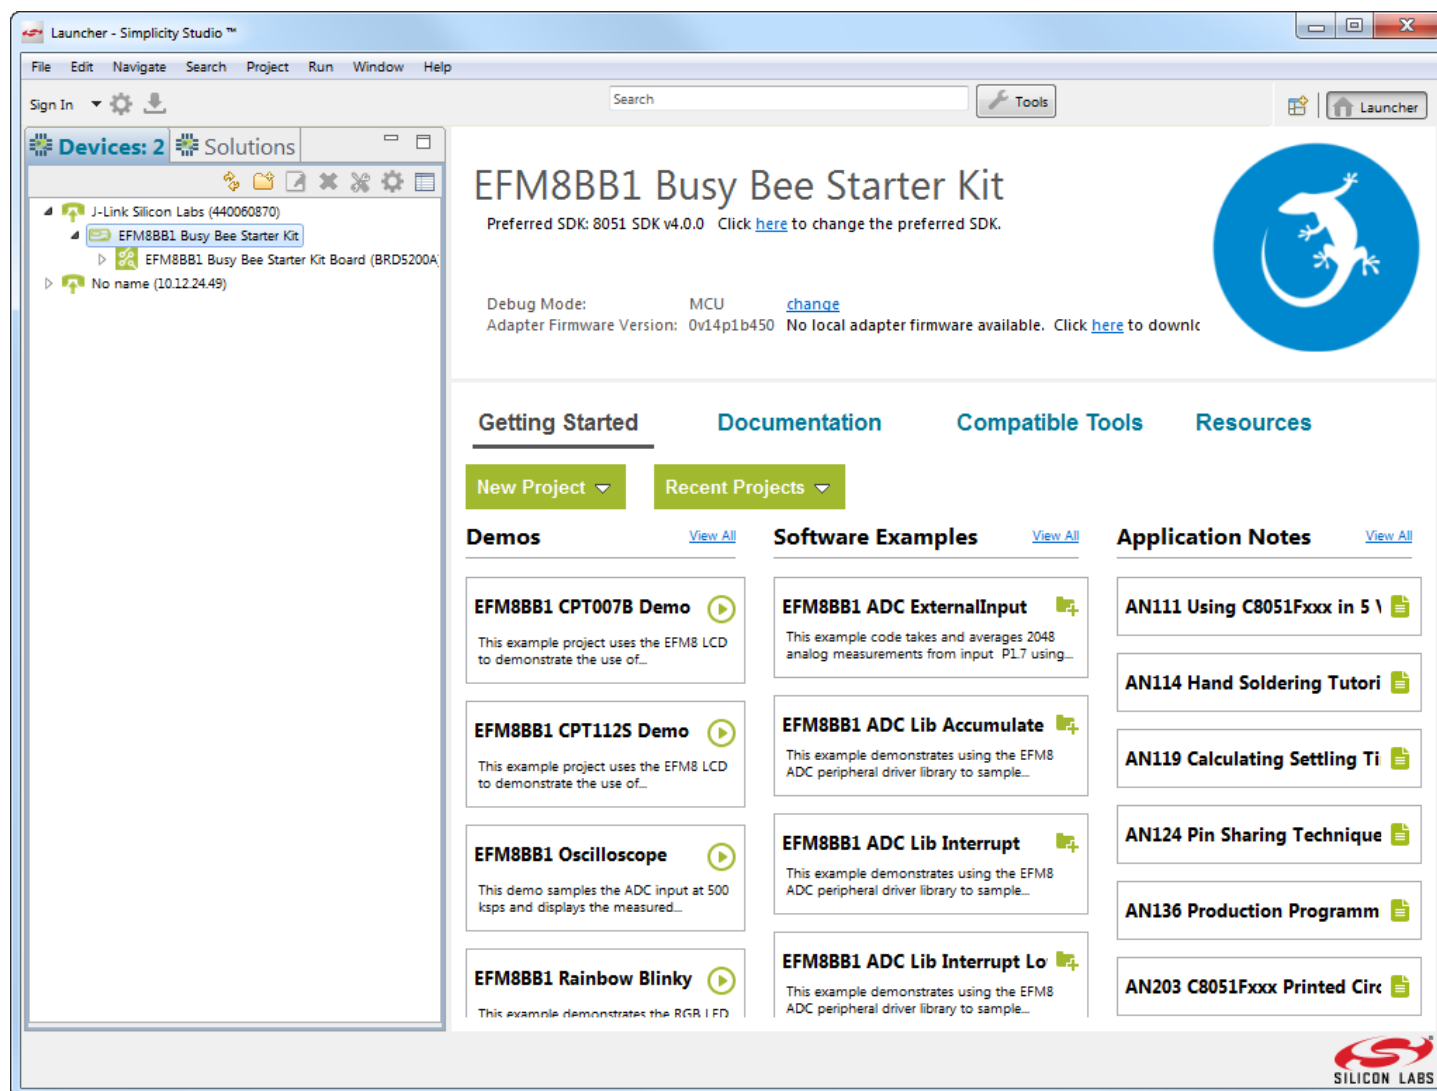 Launcher - Simplicity Studio ™
File Edit Navigate Search Project Run Window Help
Sign In
Search
Tools
Launcher
Devices: 2
Solutions
J-Link Silicon Labs (440060870)
EFM8BB1 Busy Bee Starter Kit
EFM8BB1 Busy Bee Starter Kit Board (BRD5200A
No name (10.12.24.49)
EFM8BB1 Busy Bee Starter Kit
Preferred SDK: 8051 SDK v4.0.0 Click here to change the preferred SDK.
Debug Mode: MCU change
Adapter Firmware Version: 0v14p1b450 No local adapter firmware available. Click here to downlc
Getting Started Documentation Compatible Tools Resources
New Project Recent Projects
Demos View All
EFM8BB1 CPT007B Demo
This example project uses the EFM8 LCD
to demonstrate the use of...
EFM8BB1 CPT112S Demo
This example project uses the EFM8 LCD
to demonstrate the use of...
EFM8BB1 Oscilloscope
This demo samples the ADC input at 500
ksps and displays the measured...
EFM8BB1 Rainbow Blinky
This example demonstrates the RGB LED
Software Examples View All
EFM8BB1 ADC ExternalInput
This example code takes and averages 2048
analog measurements from input P1.7 using...
EFM8BB1 ADC Lib Accumulate
This example demonstrates using the EFM8
ADC peripheral driver library to sample...
EFM8BB1 ADC Lib Interrupt
This example demonstrates using the EFM8
ADC peripheral driver library to sample...
EFM8BB1 ADC Lib Interrupt Lo
This example demonstrates using the EFM8
ADC peripheral driver library to sample...
Application Notes View All
AN111 Using C8051Fxxx in 5 V
AN114 Hand Soldering Tutori
AN119 Calculating Settling Ti
AN124 Pin Sharing Technique
AN136 Production Programm
AN203 C8051Fxxx Printed Circ
SILICON LABS